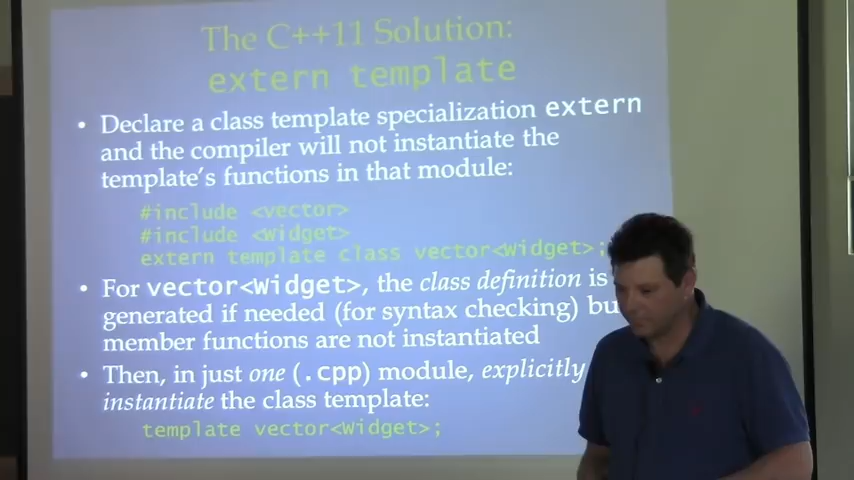 The C++11 Solution:
extern template
• Declare a class template specialization extern
and the compiler will not instantiate the
template's functions in that module:
#include <vector>
#include <Widget>
extern template class vector<Widget>;
• For vector<Widget>, the class definition is
generated if needed (for syntax checking) bu
member functions are not instantiated
• Then, in just one (.cpp) module, explicitly
instantiate the class template:
template vector<Widget>;